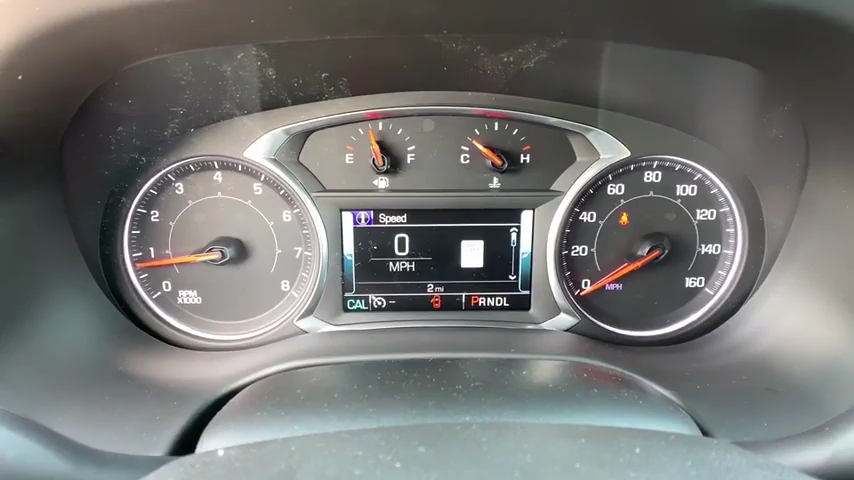 E F
C H
0 1 2 3 4 5 6 7 8
RPM
X1000
Speed
0
MPH
2 mi
CAL -- PRNDL
0 20 40 60 80 100 120 140 160
MPH